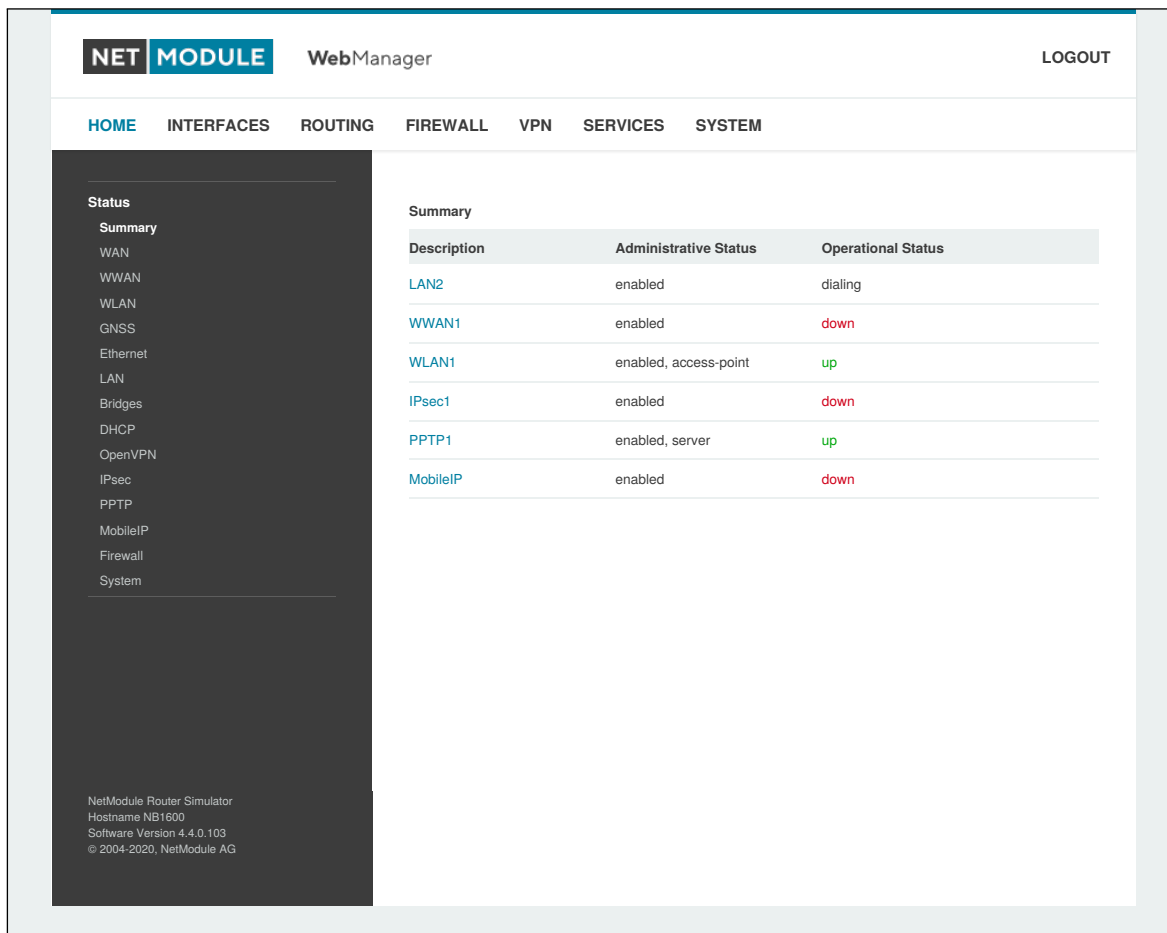 NET MODULE WebManager LOGOUT
HOME INTERFACES ROUTING FIREWALL VPN SERVICES SYSTEM
Status
Summary
WAN
WWAN
WLAN
GNSS
Ethernet
LAN
Bridges
DHCP
OpenVPN
IPsec
PPTP
MobileIP
Firewall
System
NetModule Router Simulator
Hostname NB1600
Software Version 4.4.0.103
© 2004-2020, NetModule AG
Summary
Description Administrative Status Operational Status
LAN2 enabled dialing
WWAN1 enabled down
WLAN1 enabled, access-point up
IPsec1 enabled down
PPTP1 enabled, server up
MobileIP enabled down